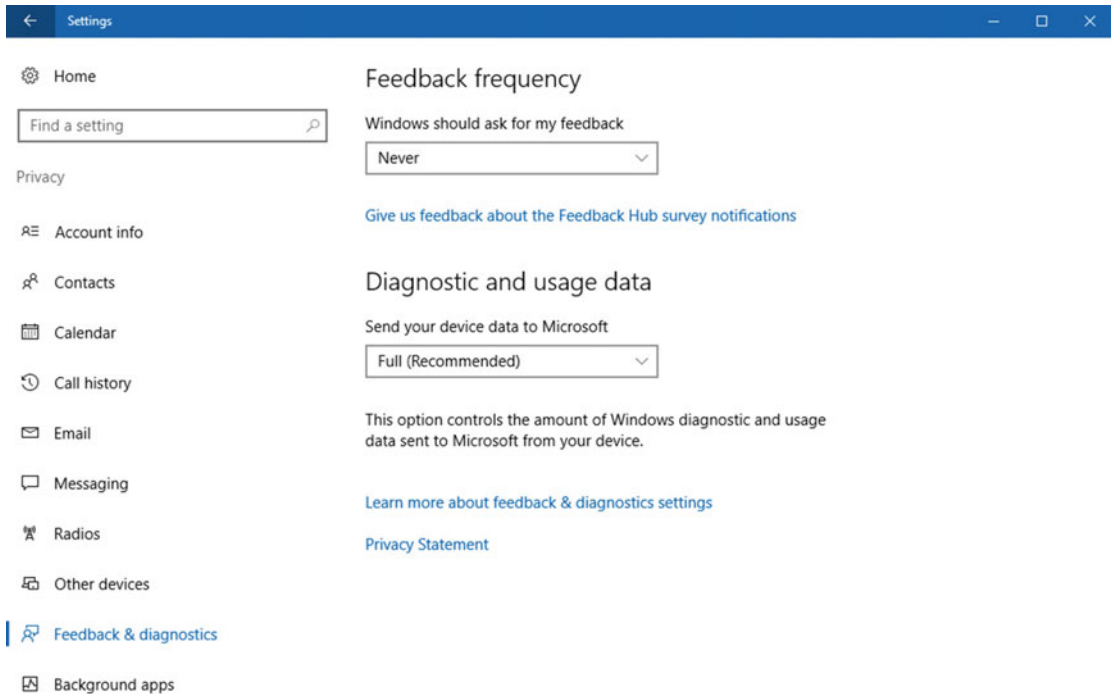 Settings
Home
Find a setting
Privacy
Account info
Contacts
Calendar
Call history
Email
Messaging
Radios
Other devices
Feedback & diagnostics
Background apps
Feedback frequency
Windows should ask for my feedback
Never
Give us feedback about the Feedback Hub survey notifications
Diagnostic and usage data
Send your device data to Microsoft
Full (Recommended)
This option controls the amount of Windows diagnostic and usage
data sent to Microsoft from your device.
Learn more about feedback & diagnostics settings
Privacy Statement